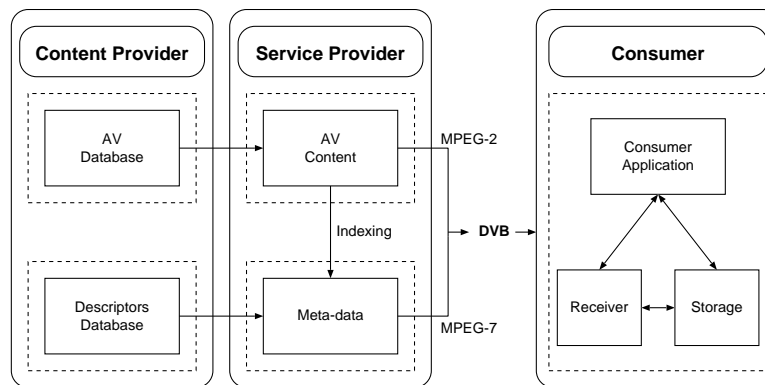 Content Provider
Service Provider
Consumer
AV
Database
AV
Content
MPEG-2
Consumer
Application
Indexing
DVB
Descriptors
Database
Meta-data
MPEG-7
Receiver
Storage